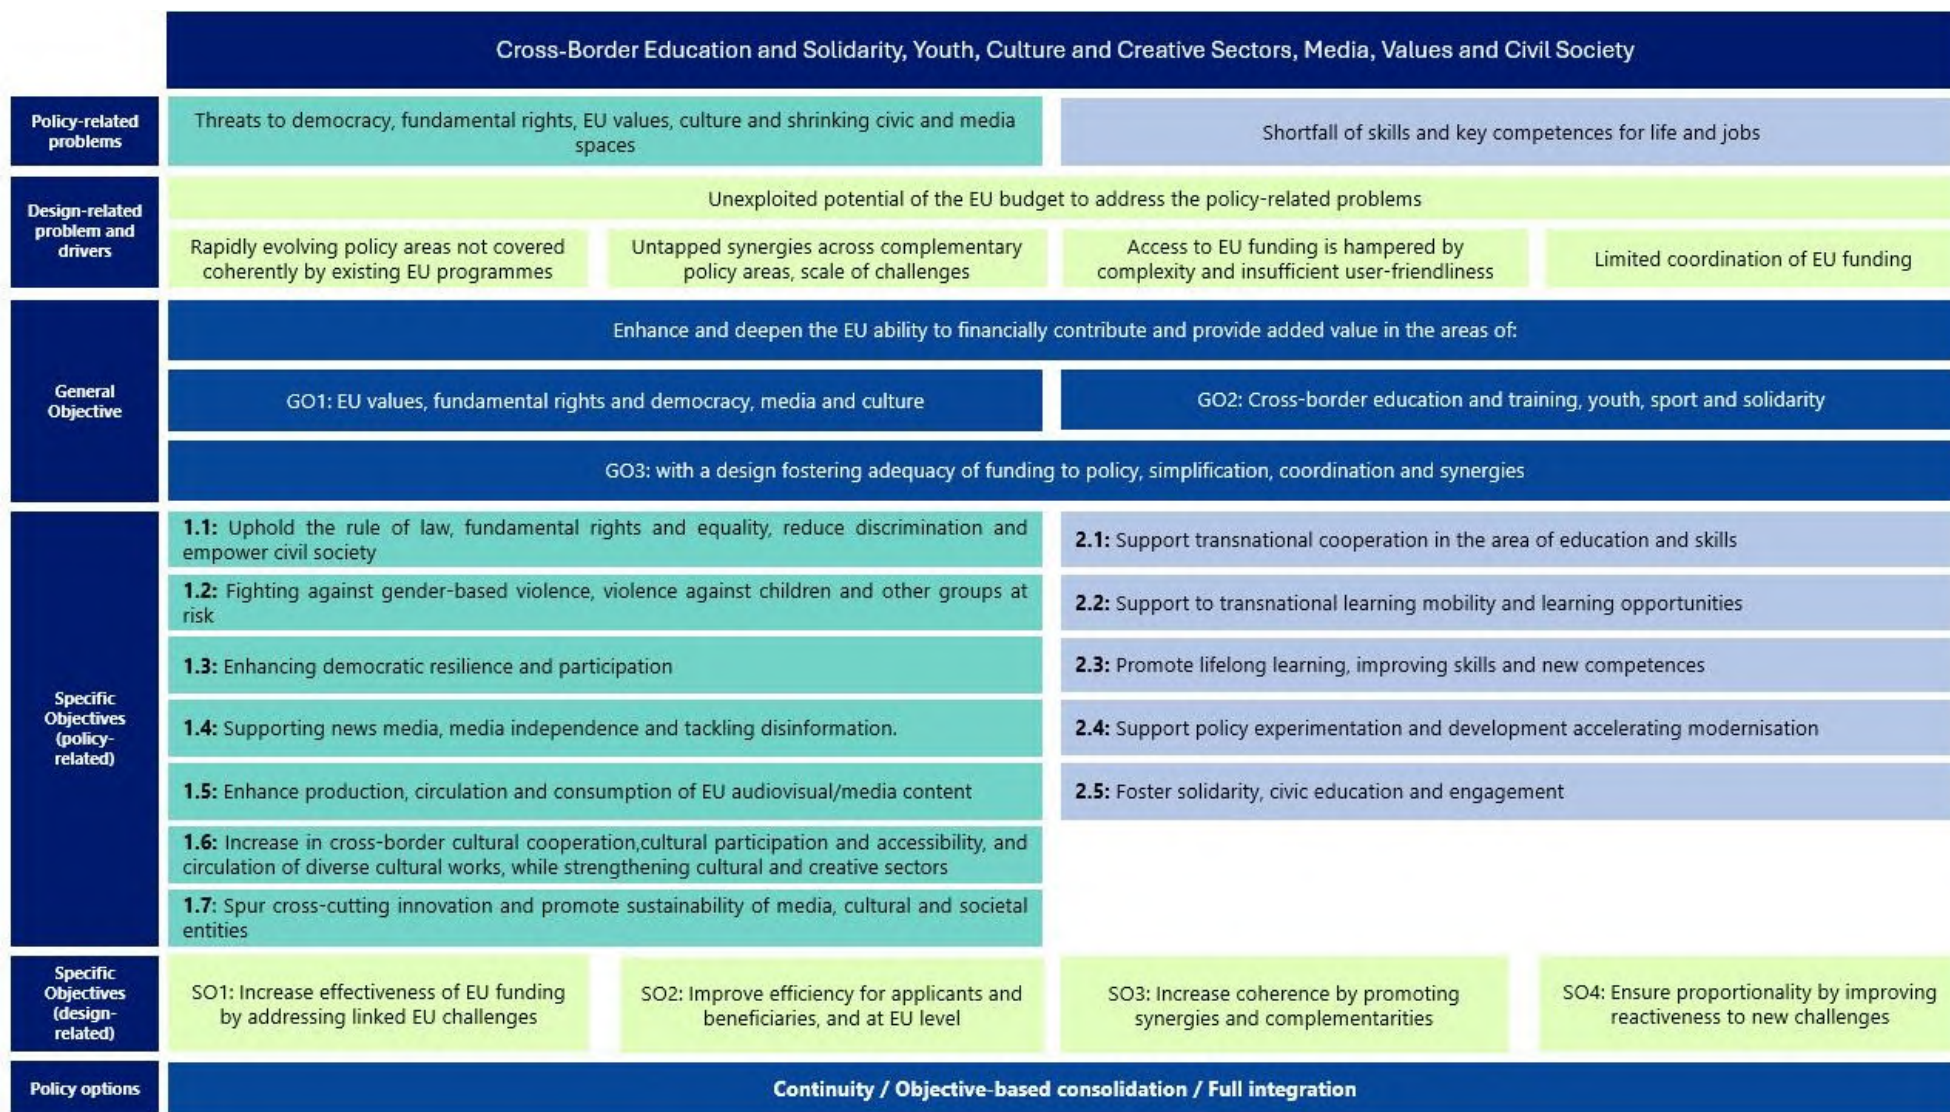 Cross-Border Education and Solidarity, Youth, Culture and Creative Sectors, Media, Values and Civil Society
Policy-related
problems
Threats to democracy, fundamental rights, EU values, culture and shrinking civic and media
spaces
Shortfall of skills and key competences for life and jobs
Design-related
problem and
drivers
Unexploited potential of the EU budget to address the policy-related problems
Rapidly evolving policy areas not covered
coherently by existing EU programmes
Untapped synergies across complementary
policy areas, scale of challenges
Access to EU funding is hampered by
complexity and insufficient user-friendliness
Limited coordination of EU funding
General
Objective
Enhance and deepen the EU ability to financially contribute and provide added value in the areas of:
GO1: EU values, fundamental rights and democracy, media and culture
GO2: Cross-border education and training, youth, sport and solidarity
GO3: with a design fostering adequacy of funding to policy, simplification, coordination and synergies
Specific
Objectives
(policy-
related)
1.1: Uphold the rule of law, fundamental rights and equality, reduce discrimination and
empower civil society
1.2: Fighting against gender-based violence, violence against children and other groups at
risk
1.3: Enhancing democratic resilience and participation
1.4: Supporting news media, media independence and tackling disinformation.
1.5: Enhance production, circulation and consumption of EU audiovisual/media content
1.6: Increase in cross-border cultural cooperation,cultural participation and accessibility, and
circulation of diverse cultural works, while strengthening cultural and creative sectors
1.7: Spur cross-cutting innovation and promote sustainability of media, cultural and societal
entities
2.1: Support transnational cooperation in the area of education and skills
2.2: Support to transnational learning mobility and learning opportunities
2.3: Promote lifelong learning, improving skills and new competences
2.4: Support policy experimentation and development accelerating modernisation
2.5: Foster solidarity, civic education and engagement
Specific
Objectives
(design-
related)
SO1: Increase effectiveness of EU funding
by addressing linked EU challenges
SO2: Improve efficiency for applicants and
beneficiaries, and at EU level
SO3: Increase coherence by promoting
synergies and complementarities
SO4: Ensure proportionality by improving
reactiveness to new challenges
Policy options
Continuity / Objective-based consolidation / Full integration